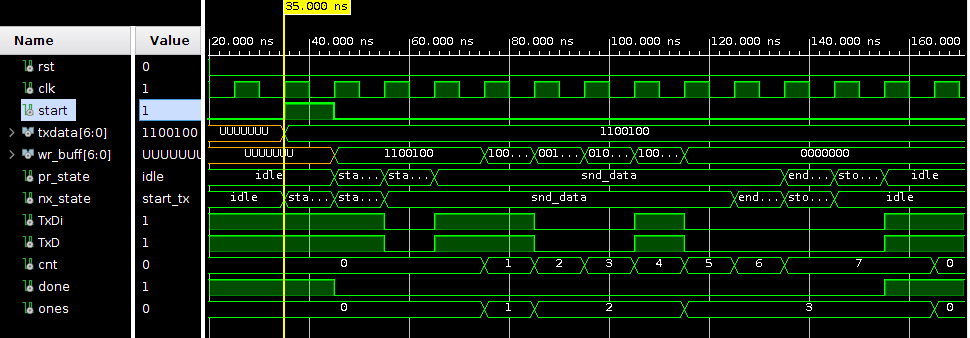 35.000 ns
Name Value
20.000 ns 40.000 ns 60.000 ns 80.000 ns 100.000 ns 120.000 ns 140.000 ns 160.000
rst 0
clk 1
start 1
txdata[6:0] 1100100 UUUUUUU 1100100
wr_buff[6:0] UUUUUUU UUUUUUU 1100100 100... 001... 010... 100... 0000000
pr_state idle idle sta... sta... snd_data end... sto... idle
nx_state start_tx idle sta... sta... snd_data end... sto... idle
TxDi 1
TxD 1
cnt 0 0 1 2 3 4 5 6 7 0
done 1
ones 0 0 1 2 3 0